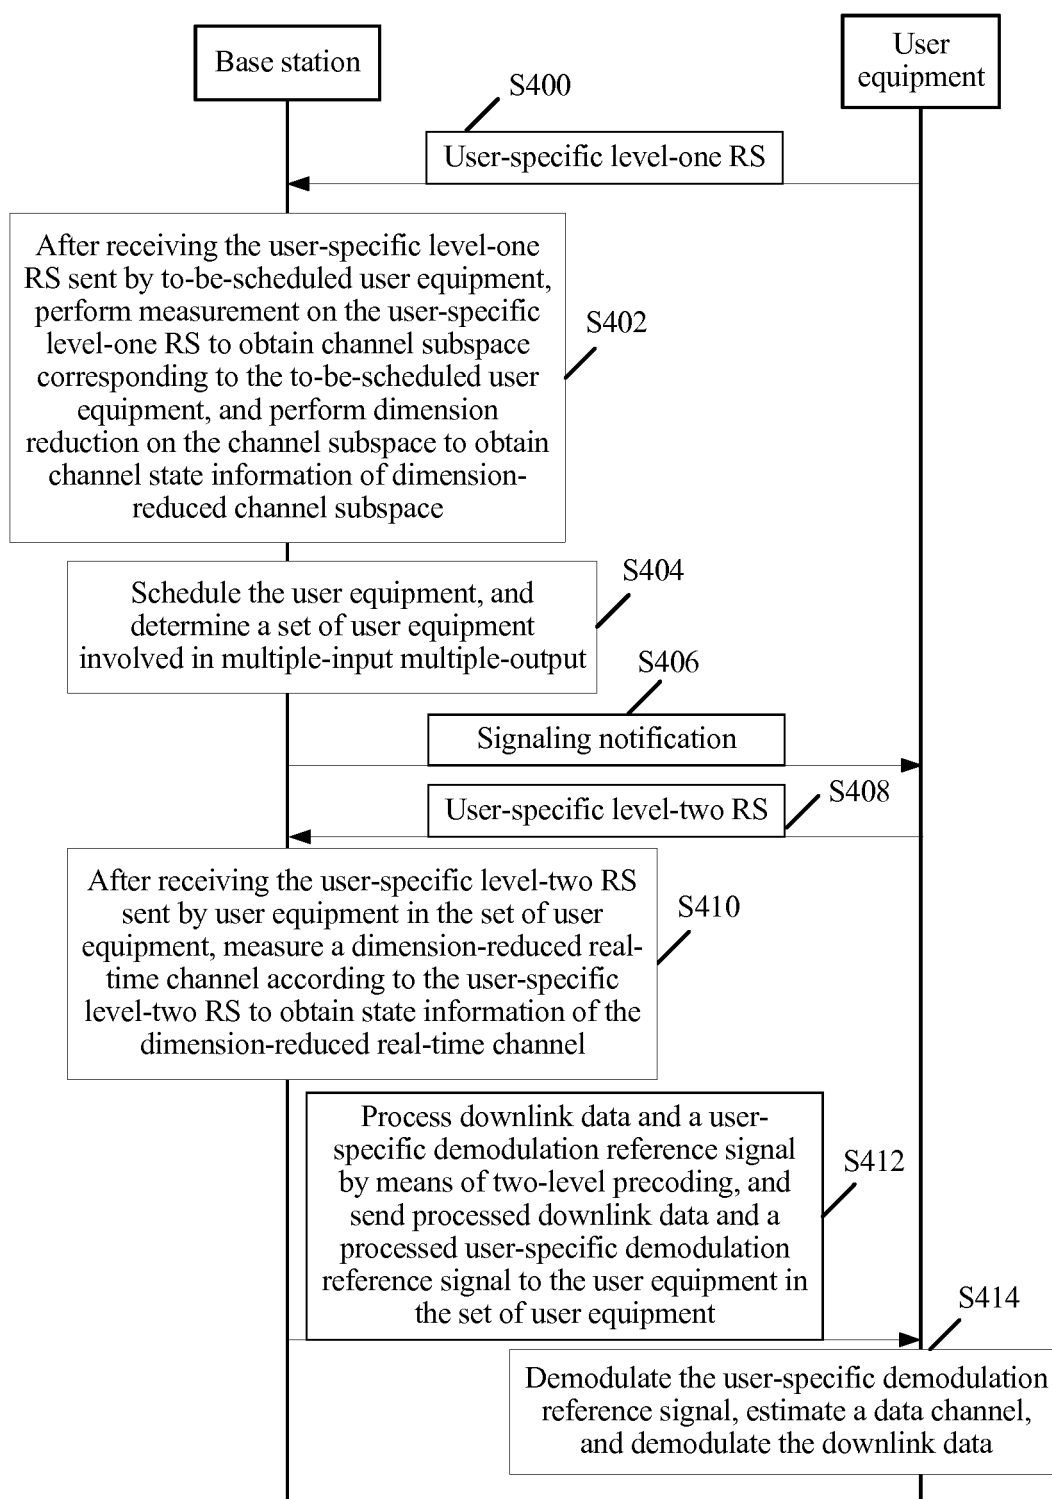 Base station
User
equipment
S400
User-specific level-one RS
After receiving the user-specific level-one
RS sent by to-be-scheduled user equipment,
perform measurement on the user-specific
level-one RS to obtain channel subspace
corresponding to the to-be-scheduled user
equipment, and perform dimension
reduction on the channel subspace to obtain
channel state information of dimension-
reduced channel subspace
S402
Schedule the user equipment, and
determine a set of user equipment
involved in multiple-input multiple-output
S404
S406
Signaling notification
User-specific level-two RS
S408
After receiving the user-specific level-two RS
sent by user equipment in the set of user
equipment, measure a dimension-reduced real-
time channel according to the user-specific
level-two RS to obtain state information of the
dimension-reduced real-time channel
S410
Process downlink data and a user-
specific demodulation reference signal
by means of two-level precoding, and
send processed downlink data and a
processed user-specific demodulation
reference signal to the user equipment in
the set of user equipment
S412
S414
Demodulate the user-specific demodulation
reference signal, estimate a data channel,
and demodulate the downlink data